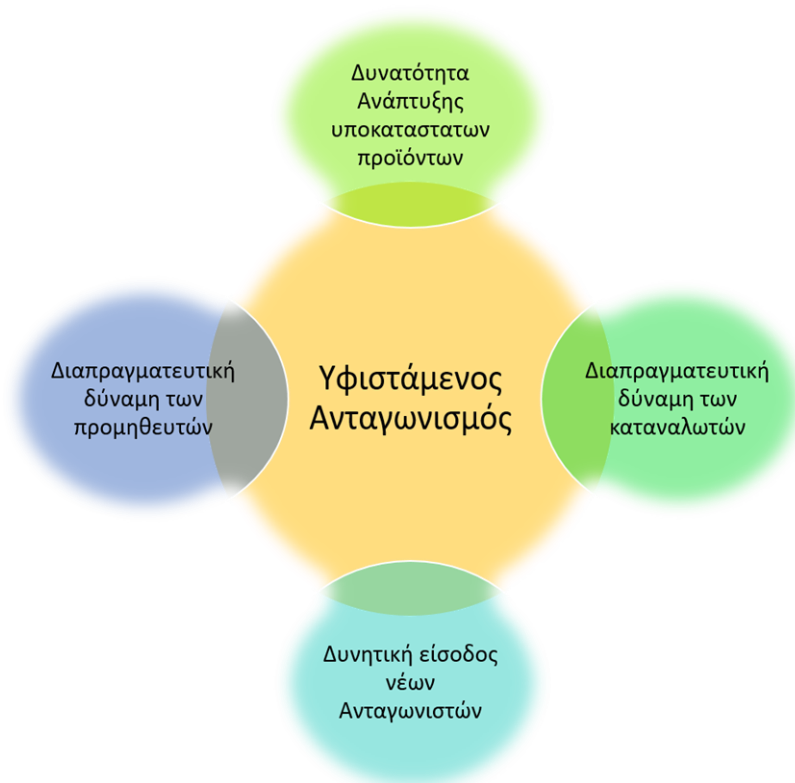 Δυνατότητα
Ανάπτυξης
υποκαταστατων
προϊόντων
Διαπραγματευτική
δύναμη των
προμηθευτών
Υφιστάμενος
Ανταγωνισμός
Διαπραγματευτική
δύναμη των
καταναλωτών
Δυνητική είσοδος
νέων
Ανταγωνιστών